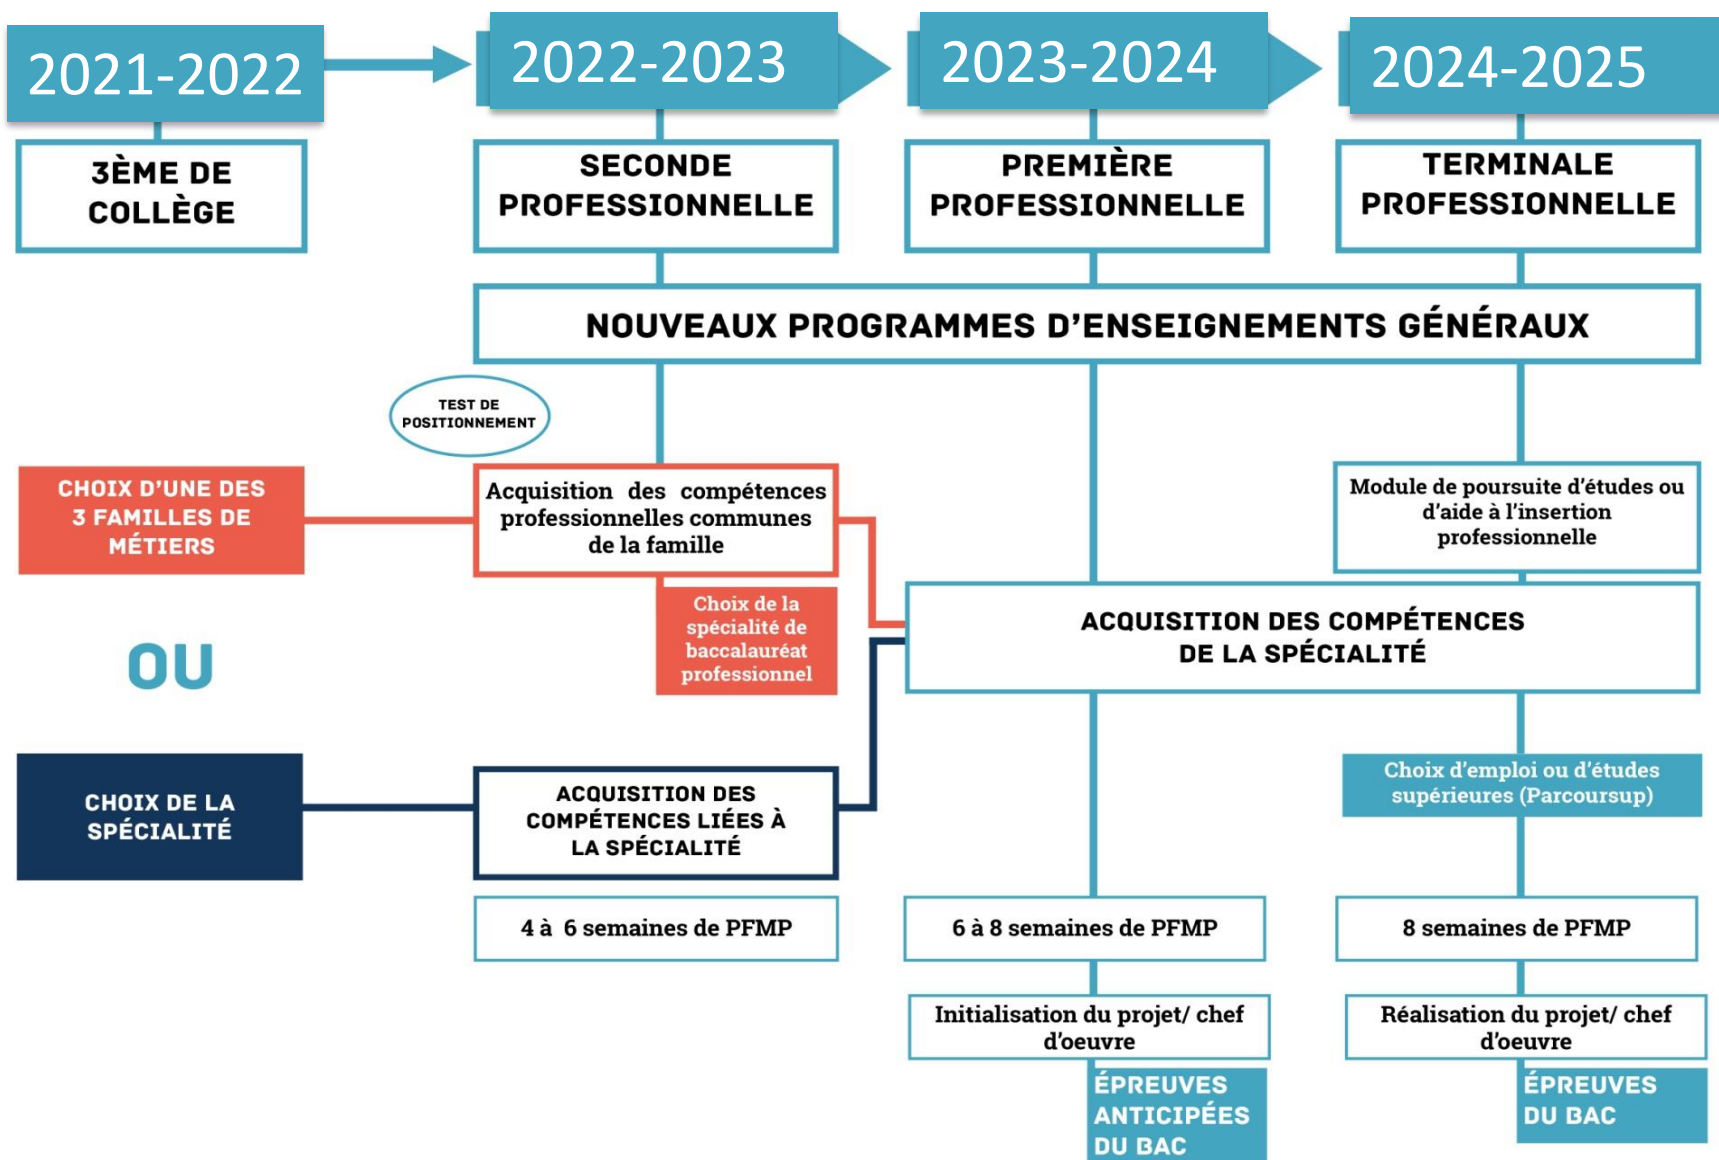 2021-2022
2022-2023
2023-2024
2024-2025
3ÈME DE
COLLÈGE
SECONDE
PROFESSIONNELLE
PREMIÈRE
PROFESSIONNELLE
TERMINALE
PROFESSIONNELLE
NOUVEAUX PROGRAMMES D'ENSEIGNEMENTS GÉNÉRAUX
TEST DE
POSITIONNEMENT
CHOIX D'UNE DES
3 FAMILLES DE
MÉTIERS
Acquisition des compétences
professionnelles communes
de la famille
Module de poursuite d'études ou
d'aide à l'insertion
professionnelle
Choix de la
spécialité de
baccalauréat
professionnel
ACQUISITION DES COMPÉTENCES
DE LA SPÉCIALITÉ
OU
CHOIX DE LA
SPÉCIALITÉ
ACQUISITION DES
COMPÉTENCES LIÉES À
LA SPÉCIALITÉ
Choix d'emploi ou d'études
supérieures (Parcoursup)
4 à 6 semaines de PFMP
6 à 8 semaines de PFMP
8 semaines de PFMP
Initialisation du projet/ chef
d'oeuvre
Réalisation du projet/ chef
d'oeuvre
ÉPREUVES
ANTICIPÉES
DU BAC
ÉPREUVES
DU BAC